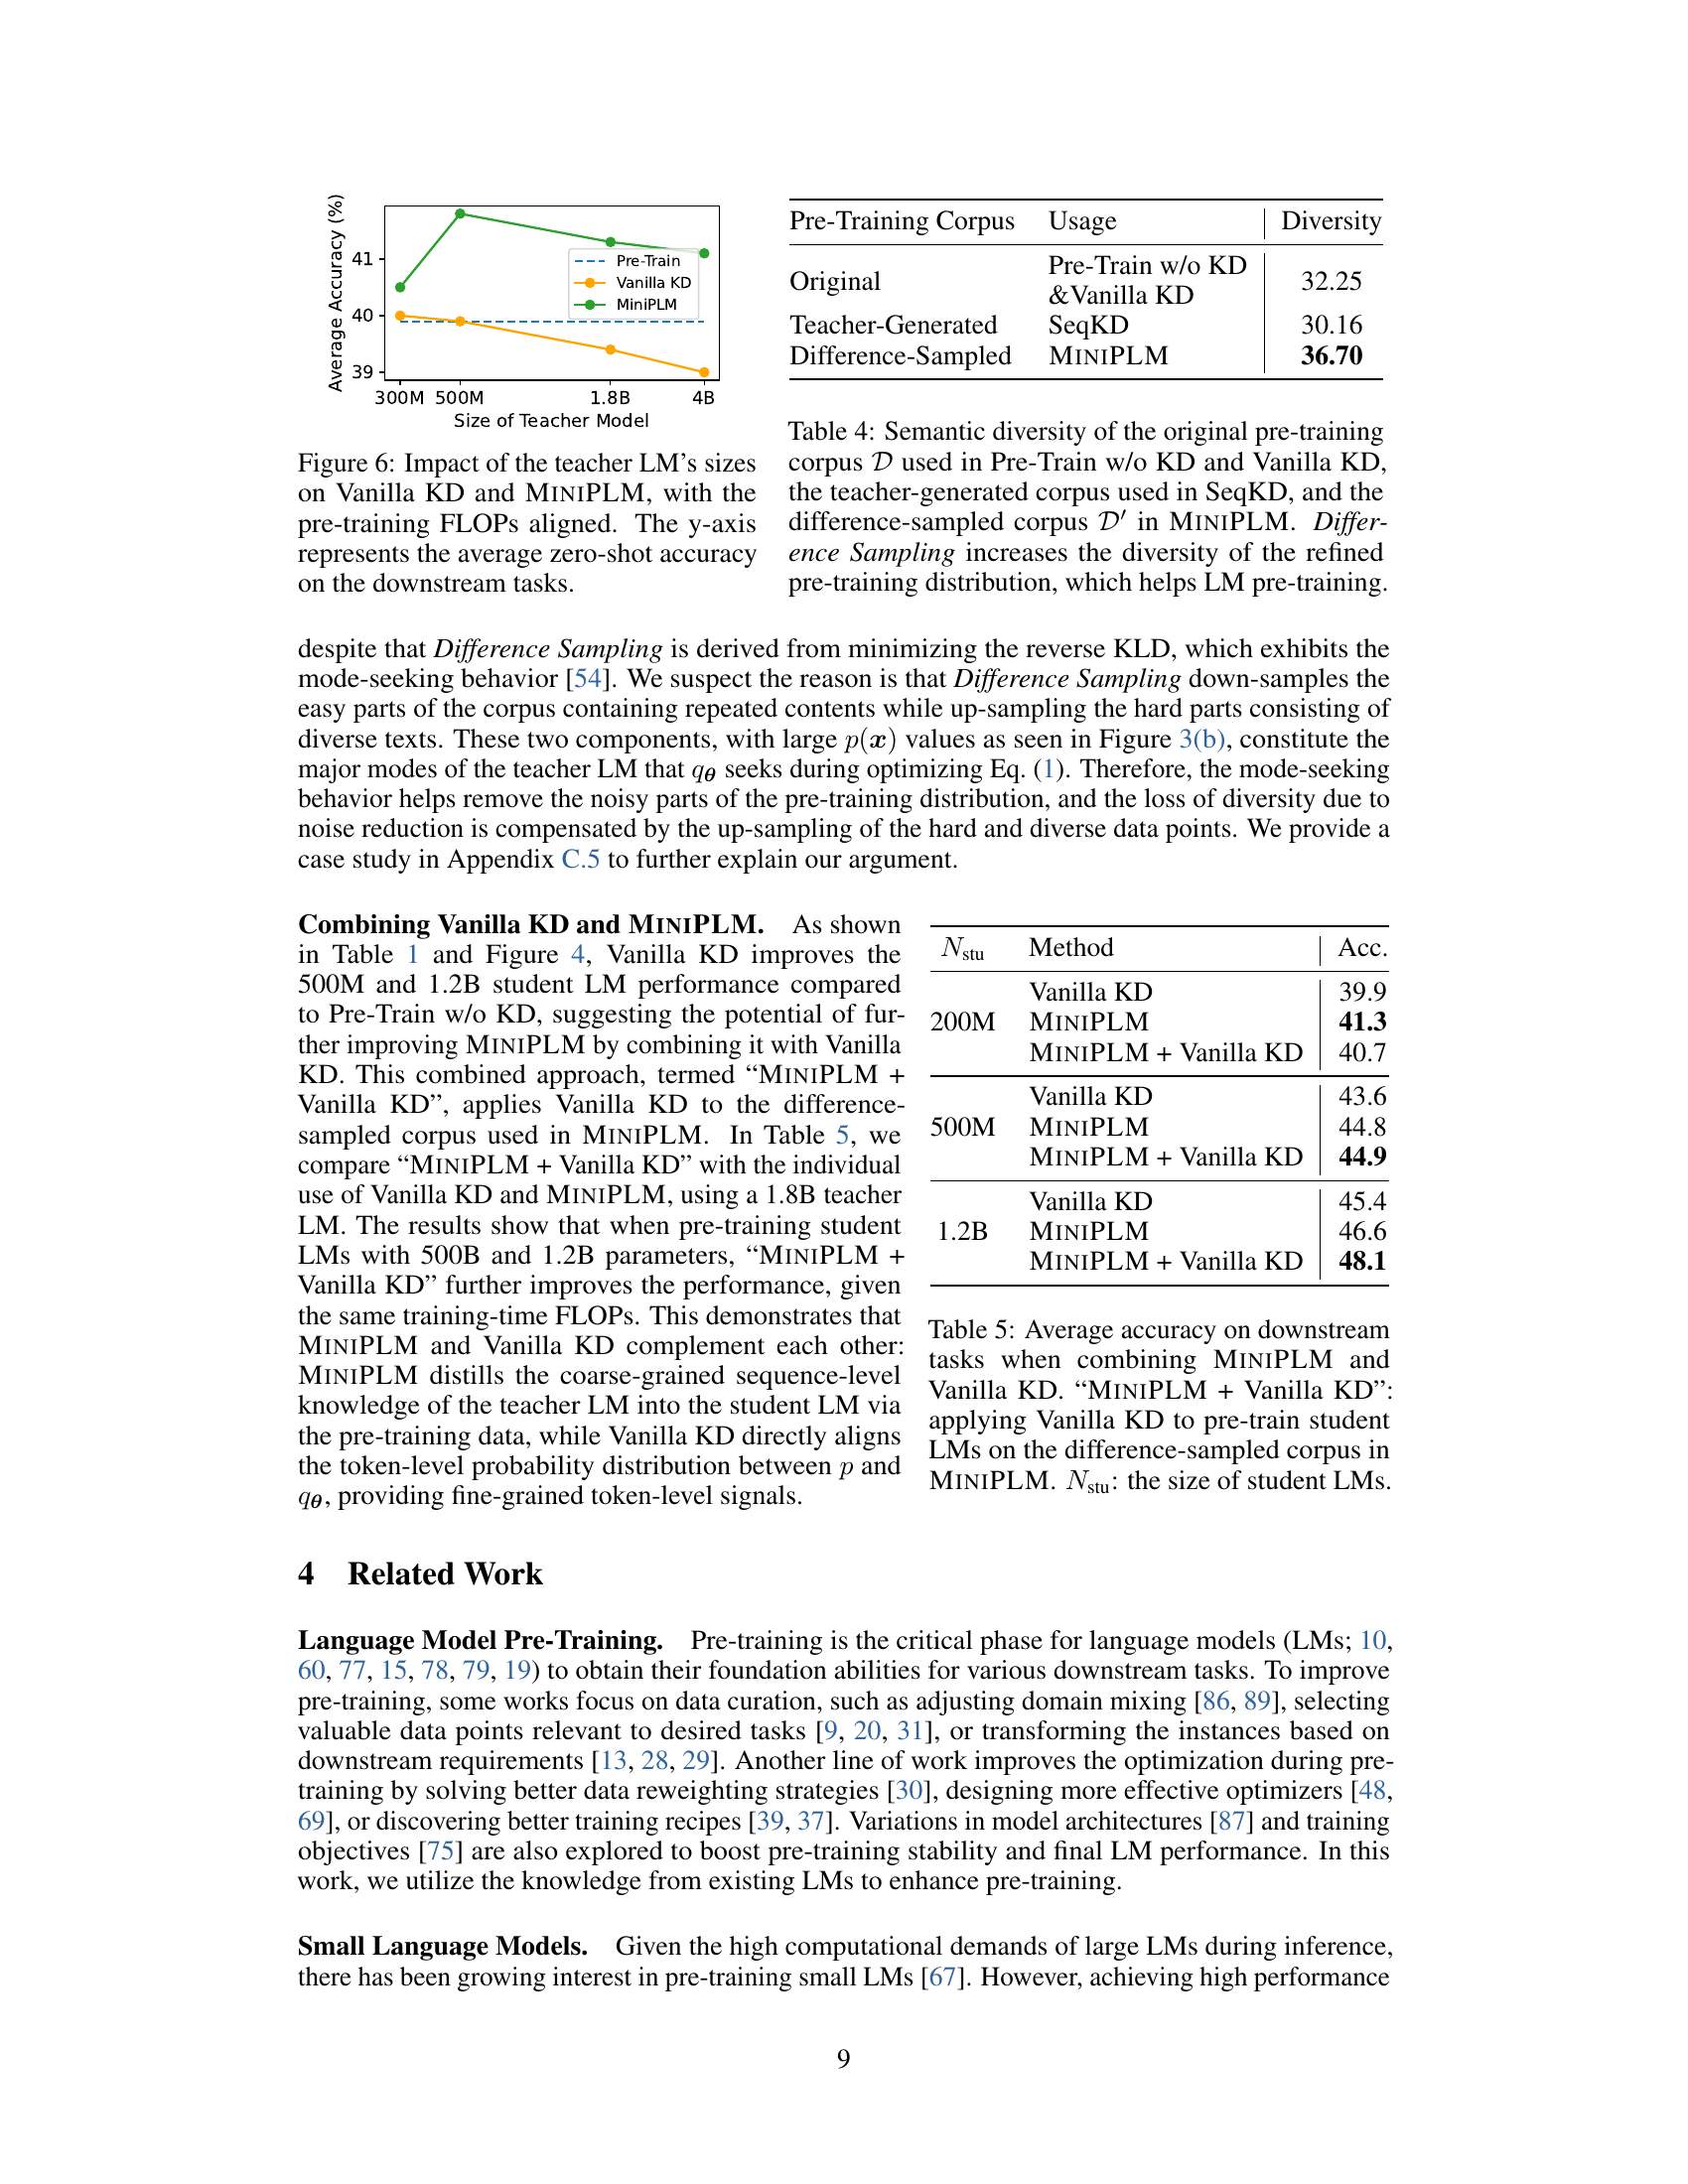 Average Accuracy (%)
41
40
39
Pre-Train
Vanilla KD
MiniPLM
300M 500M 1.8B 4B
Size of Teacher Model
Figure 6: Impact of the teacher LM's sizes
on Vanilla KD and MINIPLM, with the
pre-training FLOPs aligned. The y-axis
represents the average zero-shot accuracy
on the downstream tasks.
Pre-Training Corpus Usage Diversity
Original Pre-Train w/o KD &Vanilla KD 32.25
Teacher-Generated SeqKD 30.16
Difference-Sampled MINIPLM 36.70
Table 4: Semantic diversity of the original pre-training
corpus D used in Pre-Train w/o KD and Vanilla KD,
the teacher-generated corpus used in SeqKD, and the
difference-sampled corpus D′ in MINIPLM. Differ-
ence Sampling increases the diversity of the refined
pre-training distribution, which helps LM pre-training.
despite that Difference Sampling is derived from minimizing the reverse KLD, which exhibits the
mode-seeking behavior [54]. We suspect the reason is that Difference Sampling down-samples the
easy parts of the corpus containing repeated contents while up-sampling the hard parts consisting of
diverse texts. These two components, with large p(x) values as seen in Figure 3(b), constitute the
major modes of the teacher LM that qθ seeks during optimizing Eq. (1). Therefore, the mode-seeking
behavior helps remove the noisy parts of the pre-training distribution, and the loss of diversity due to
noise reduction is compensated by the up-sampling of the hard and diverse data points. We provide a
case study in Appendix C.5 to further explain our argument.
Combining Vanilla KD and MINIPLM. As shown
in Table 1 and Figure 4, Vanilla KD improves the
500M and 1.2B student LM performance compared
to Pre-Train w/o KD, suggesting the potential of fur-
ther improving MINIPLM by combining it with Vanilla
KD. This combined approach, termed “MINIPLM +
Vanilla KD”, applies Vanilla KD to the difference-
sampled corpus used in MINIPLM. In Table 5, we
compare “MINIPLM + Vanilla KD” with the individual
use of Vanilla KD and MINIPLM, using a 1.8B teacher
LM. The results show that when pre-training student
LMs with 500B and 1.2B parameters, “MINIPLM +
Vanilla KD” further improves the performance, given
the same training-time FLOPs. This demonstrates that
MINIPLM and Vanilla KD complement each other:
MINIPLM distills the coarse-grained sequence-level
knowledge of the teacher LM into the student LM via
the pre-training data, while Vanilla KD directly aligns
the token-level probability distribution between p and
qθ, providing fine-grained token-level signals.
Nstu Method Acc.
Vanilla KD 39.9
200M MINIPLM 41.3
MINIPLM + Vanilla KD 40.7
Vanilla KD 43.6
500M MINIPLM 44.8
MINIPLM + Vanilla KD 44.9
Vanilla KD 45.4
1.2B MINIPLM 46.6
MINIPLM + Vanilla KD 48.1
Table 5: Average accuracy on downstream
tasks when combining MINIPLM and
Vanilla KD. “MINIPLM + Vanilla KD”:
applying Vanilla KD to pre-train student
LMs on the difference-sampled corpus in
MINIPLM. Nstu: the size of student LMs.
4 Related Work
Language Model Pre-Training. Pre-training is the critical phase for language models (LMs; 10,
60, 77, 15, 78, 79, 19) to obtain their foundation abilities for various downstream tasks. To improve
pre-training, some works focus on data curation, such as adjusting domain mixing [86, 89], selecting
valuable data points relevant to desired tasks [9, 20, 31], or transforming the instances based on
downstream requirements [13, 28, 29]. Another line of work improves the optimization during pre-
training by solving better data reweighting strategies [30], designing more effective optimizers [48,
69], or discovering better training recipes [39, 37]. Variations in model architectures [87] and training
objectives [75] are also explored to boost pre-training stability and final LM performance. In this
work, we utilize the knowledge from existing LMs to enhance pre-training.
Small Language Models. Given the high computational demands of large LMs during inference,
there has been growing interest in pre-training small LMs [67]. However, achieving high performance
9